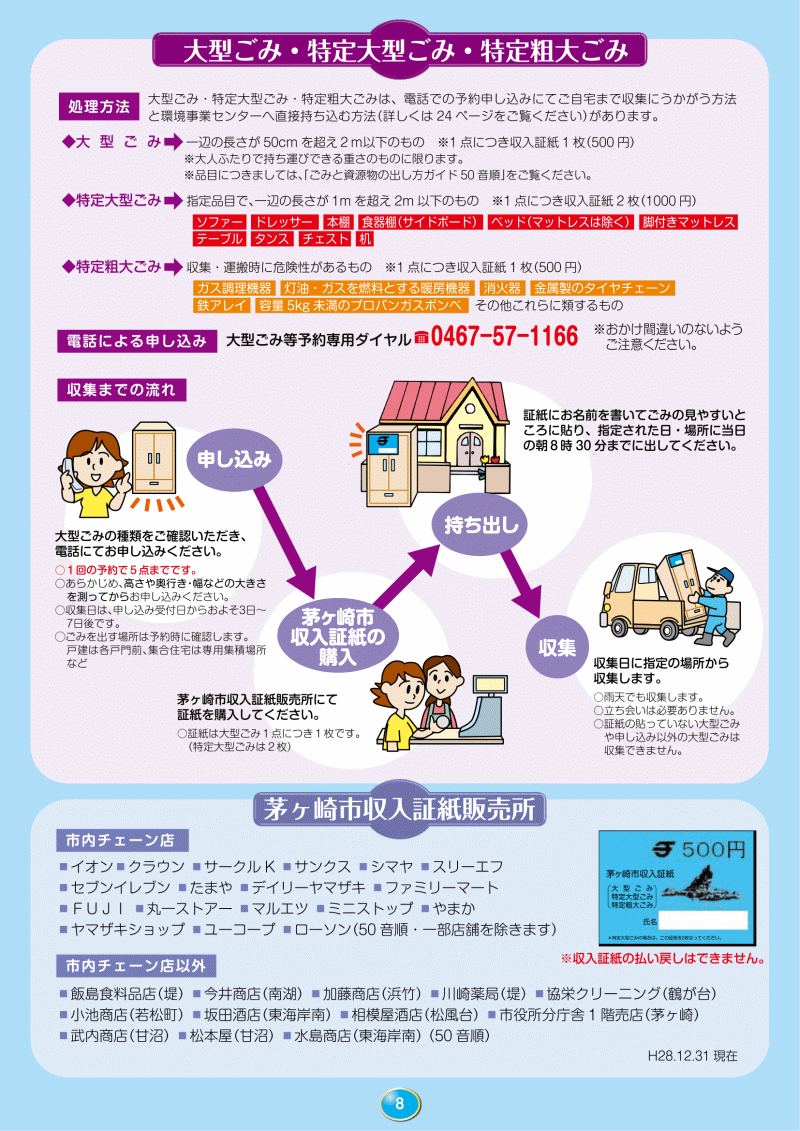 大型ごみ・特定大型ごみ・特定粗大ごみ
処理方法
大型ごみ・特定大型ごみ・特定粗大ごみは、電話での予約申し込みにてご自宅まで収集にうかがう方法
と環境事業センターへ直接持ち込む方法(詳しくは 24 ページをご覧ください)があります。
◆大型ごみ➡一辺の長さが 50cm を超え 2 m以下のもの ※1 点につき収入証紙 1 枚(500 円)
※大人ふたりで持ち運びできる重さのものに限ります。
※品目につきましては、「ごみと資源物の出し方ガイド 50 音順」をご覧ください。
◆特定大型ごみ➡指定品目で、一辺の長さが 1m を超え 2m 以下のもの ※1 点につき収入証紙 2 枚(1000 円)
ソファー ドレッサー 本棚 食器棚(サイドボード) ベッド(マットレスは除く) 脚付きマットレス
テーブル タンス チェスト 机
◆特定粗大ごみ➡収集・運搬時に危険性があるもの ※1 点につき収入証紙 1 枚(500 円)
ガス調理機器 灯油・ガスを燃料とする暖房機器 消火器 金属製のタイヤチェーン
鉄アレイ 容量 5kg 未満のプロパンガスボンベ その他これらに類するもの
電話による申し込み 大型ごみ等予約専用ダイヤル☎0467-57-1166 ※おかけ間違いのないよう
ご注意ください。
収集までの流れ
申し込み
大型ごみの種類をご確認いただき、
電話にてお申し込みください。
○1 回の予約で 5 点までです。
○あらかじめ、高さや奥行き・幅などの大きさ
を測ってからお申し込みください。
○収集日は、申し込み受付日からおよそ3日〜
7日後です。
○ごみを出す場所は予約時に確認します。
戸建は各戸門前、集合住宅は専用集積場所
など
茅ヶ崎市
収入証紙の
購入
茅ヶ崎市収入証紙販売所にて
証紙を購入してください。
○証紙は大型ごみ 1 点につき 1 枚です。
(特定大型ごみは 2 枚)
持ち出し
証紙にお名前を書いてごみの見やすいと
ころに貼り、指定された日・場所に当日
の朝 8 時 30 分までに出してください。
収集
収集日に指定の場所から
収集します。
○雨天でも収集します。
○立ち会いは必要ありません。
○証紙の貼っていない大型ごみ
や申し込み以外の大型ごみは
収集できません。
茅ヶ崎市収入証紙販売所
市内チェーン店
■イオン ■クラウン ■サークル K ■サンクス ■シマヤ ■スリーエフ
■セブンイレブン ■たまや ■デイリーヤマザキ ■ファミリーマート
■ＦＵＪＩ ■丸一ストアー ■マルエツ ■ミニストップ ■やまか
■ヤマザキショップ ■ユーコープ ■ローソン(50 音順・一部店舗を除きます)
500円
茅ヶ崎市収入証紙
大型ごみ
特定大型ごみ
特定粗大ごみ
氏名
※特定大型ごみの場合は、この証紙を2枚はってください。
※収入証紙の払い戻しはできません。
市内チェーン店以外
■飯島食料品店(堤) ■今井商店(南湖) ■加藤商店(浜竹) ■川崎薬局(堤) ■協栄クリーニング(鶴が台)
■小池商店(若松町) ■坂田酒店(東海岸南) ■相模屋酒店(松風台) ■市役所分庁舎 1 階売店(茅ヶ崎)
■武内商店(甘沼) ■松本屋(甘沼) ■水島商店(東海岸南) (50 音順)
H28.12.31 現在
8